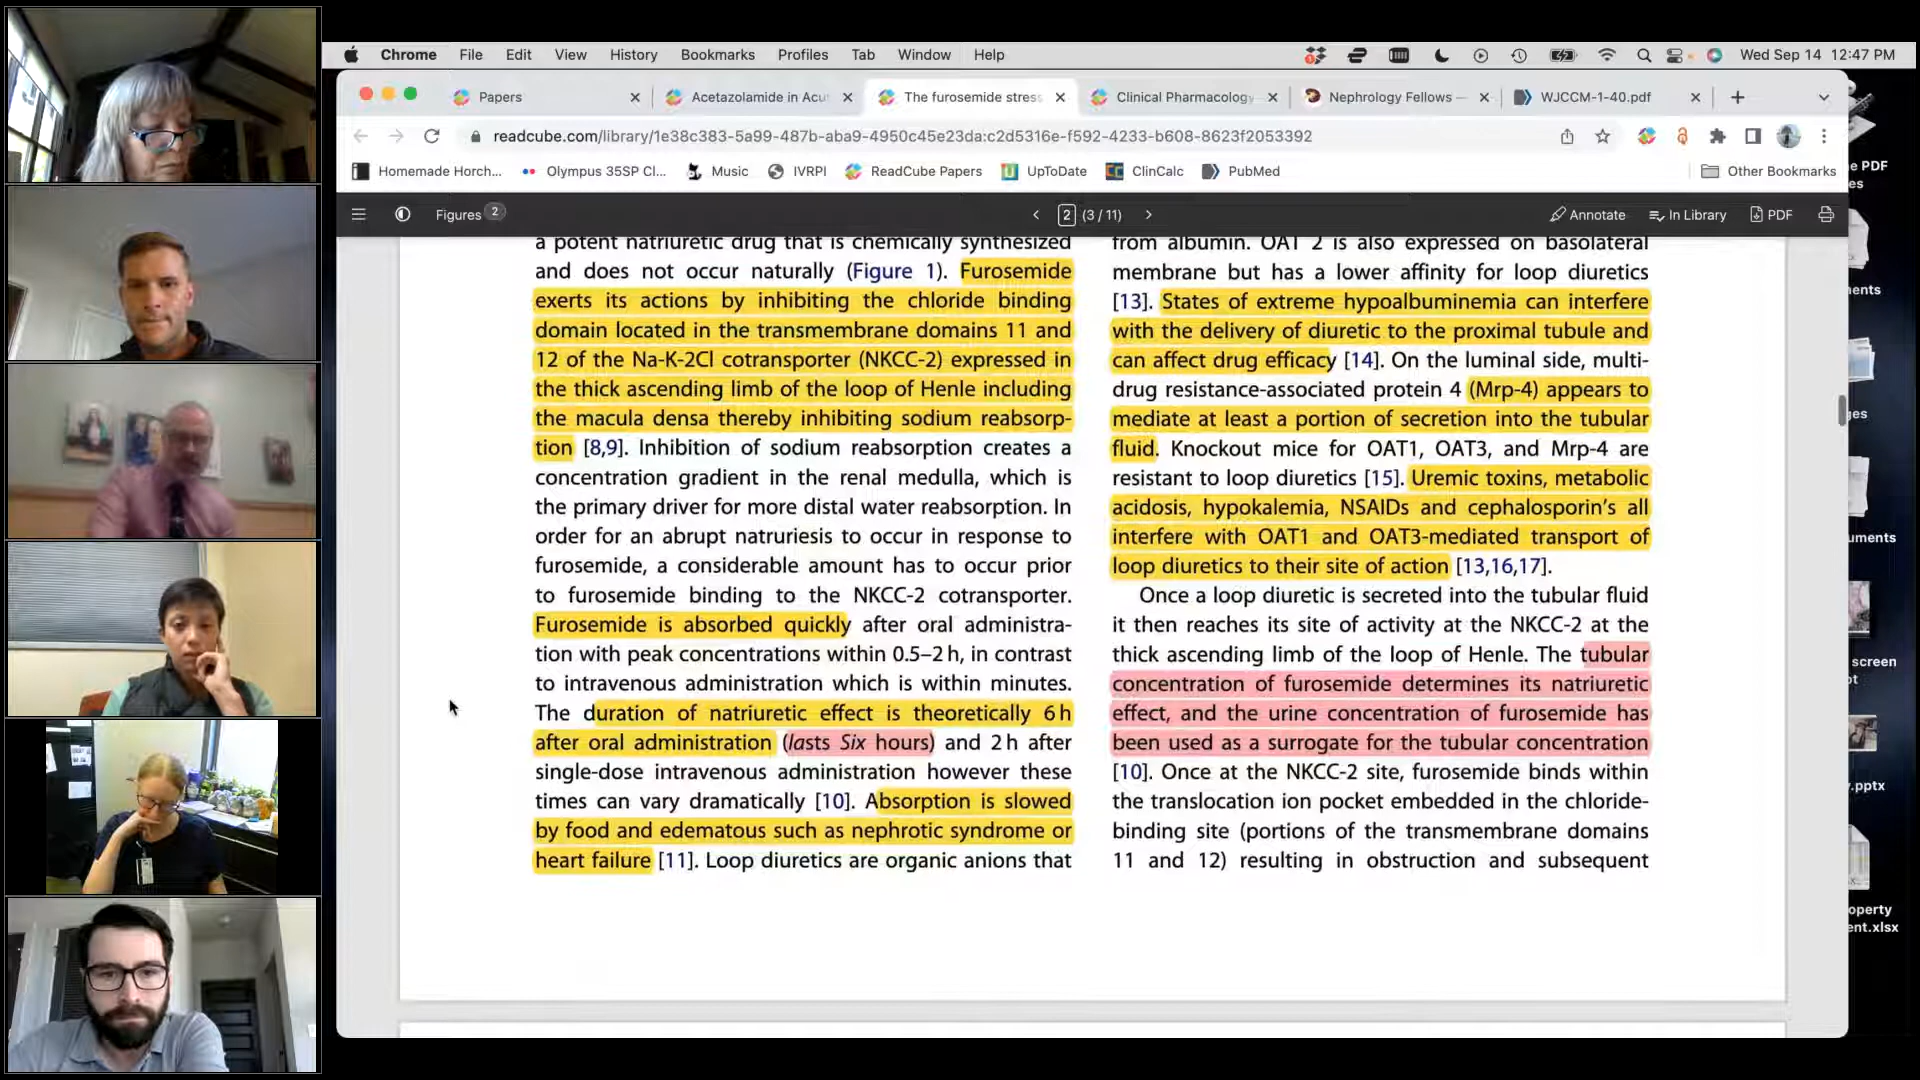 Chrome File Edit View History Bookmarks Profiles Tab Window Help Wed Sep 14 12:47 PM
Papers
Acetazolamide in Acu
The furosemide stress
Clinical Pharmacology
Nephrology Fellows —
WJCCM-1-40.pdf
readcube.com/library/1e38c383-5a99-487b-aba9-4950c45e23da:c2d5316e-f592-4233-b608-8623f2053392
Homemade Horch... Olympus 35SP Cl... Music IVRPI ReadCube Papers UpToDate ClinCalc PubMed Other Bookmarks
Figures 2 2 (3 / 11) Annotate In Library PDF
a potent natriuretic drug that is chemically synthesized
and does not occur naturally (Figure 1). Furosemide
exerts its actions by inhibiting the chloride binding
domain located in the transmembrane domains 11 and
12 of the Na-K-2Cl cotransporter (NKCC-2) expressed in
the thick ascending limb of the loop of Henle including
the macula densa thereby inhibiting sodium reabsorp-
tion [8,9]. Inhibition of sodium reabsorption creates a
concentration gradient in the renal medulla, which is
the primary driver for more distal water reabsorption. In
order for an abrupt natruriesis to occur in response to
furosemide, a considerable amount has to occur prior
to furosemide binding to the NKCC-2 cotransporter.
Furosemide is absorbed quickly after oral administra-
tion with peak concentrations within 0.5–2 h, in contrast
to intravenous administration which is within minutes.
The duration of natriuretic effect is theoretically 6 h
after oral administration (lasts Six hours) and 2 h after
single-dose intravenous administration however these
times can vary dramatically [10]. Absorption is slowed
by food and edematous such as nephrotic syndrome or
heart failure [11]. Loop diuretics are organic anions that
from albumin. OAT 2 is also expressed on basolateral
membrane but has a lower affinity for loop diuretics
[13]. States of extreme hypoalbuminemia can interfere
with the delivery of diuretic to the proximal tubule and
can affect drug efficacy [14]. On the luminal side, multi-
drug resistance-associated protein 4 (Mrp-4) appears to
mediate at least a portion of secretion into the tubular
fluid. Knockout mice for OAT1, OAT3, and Mrp-4 are
resistant to loop diuretics [15]. Uremic toxins, metabolic
acidosis, hypokalemia, NSAIDs and cephalosporin's all
interfere with OAT1 and OAT3-mediated transport of
loop diuretics to their site of action [13,16,17].
Once a loop diuretic is secreted into the tubular fluid
it then reaches its site of activity at the NKCC-2 at the
thick ascending limb of the loop of Henle. The tubular
concentration of furosemide determines its natriuretic
effect, and the urine concentration of furosemide has
been used as a surrogate for the tubular concentration
[10]. Once at the NKCC-2 site, furosemide binds within
the translocation ion pocket embedded in the chloride-
binding site (portions of the transmembrane domains
11 and 12) resulting in obstruction and subsequent
e PDF
es
ents
ges
uments
screen
ot
y.pptx
operty
ent.xlsx